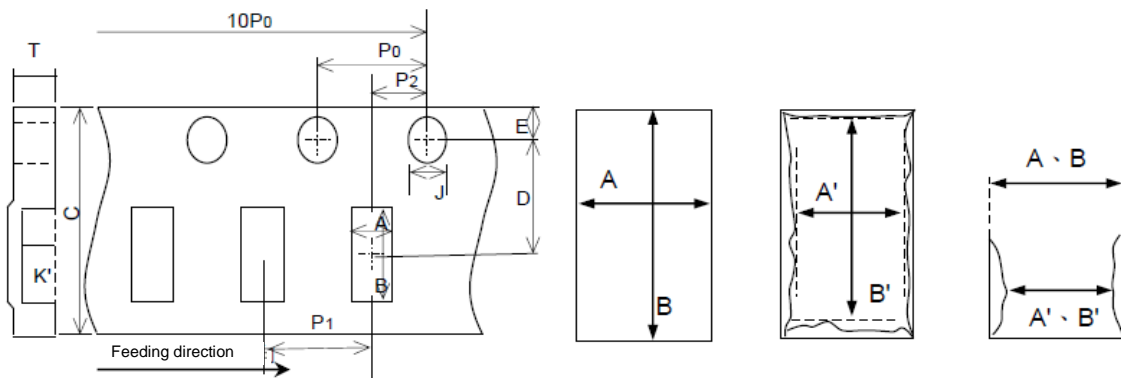 10P0
T
P0
P2
E
J
D
C
A
B
K'
P1
Feeding direction
A
B
A'
B'
A、B
A'、B'